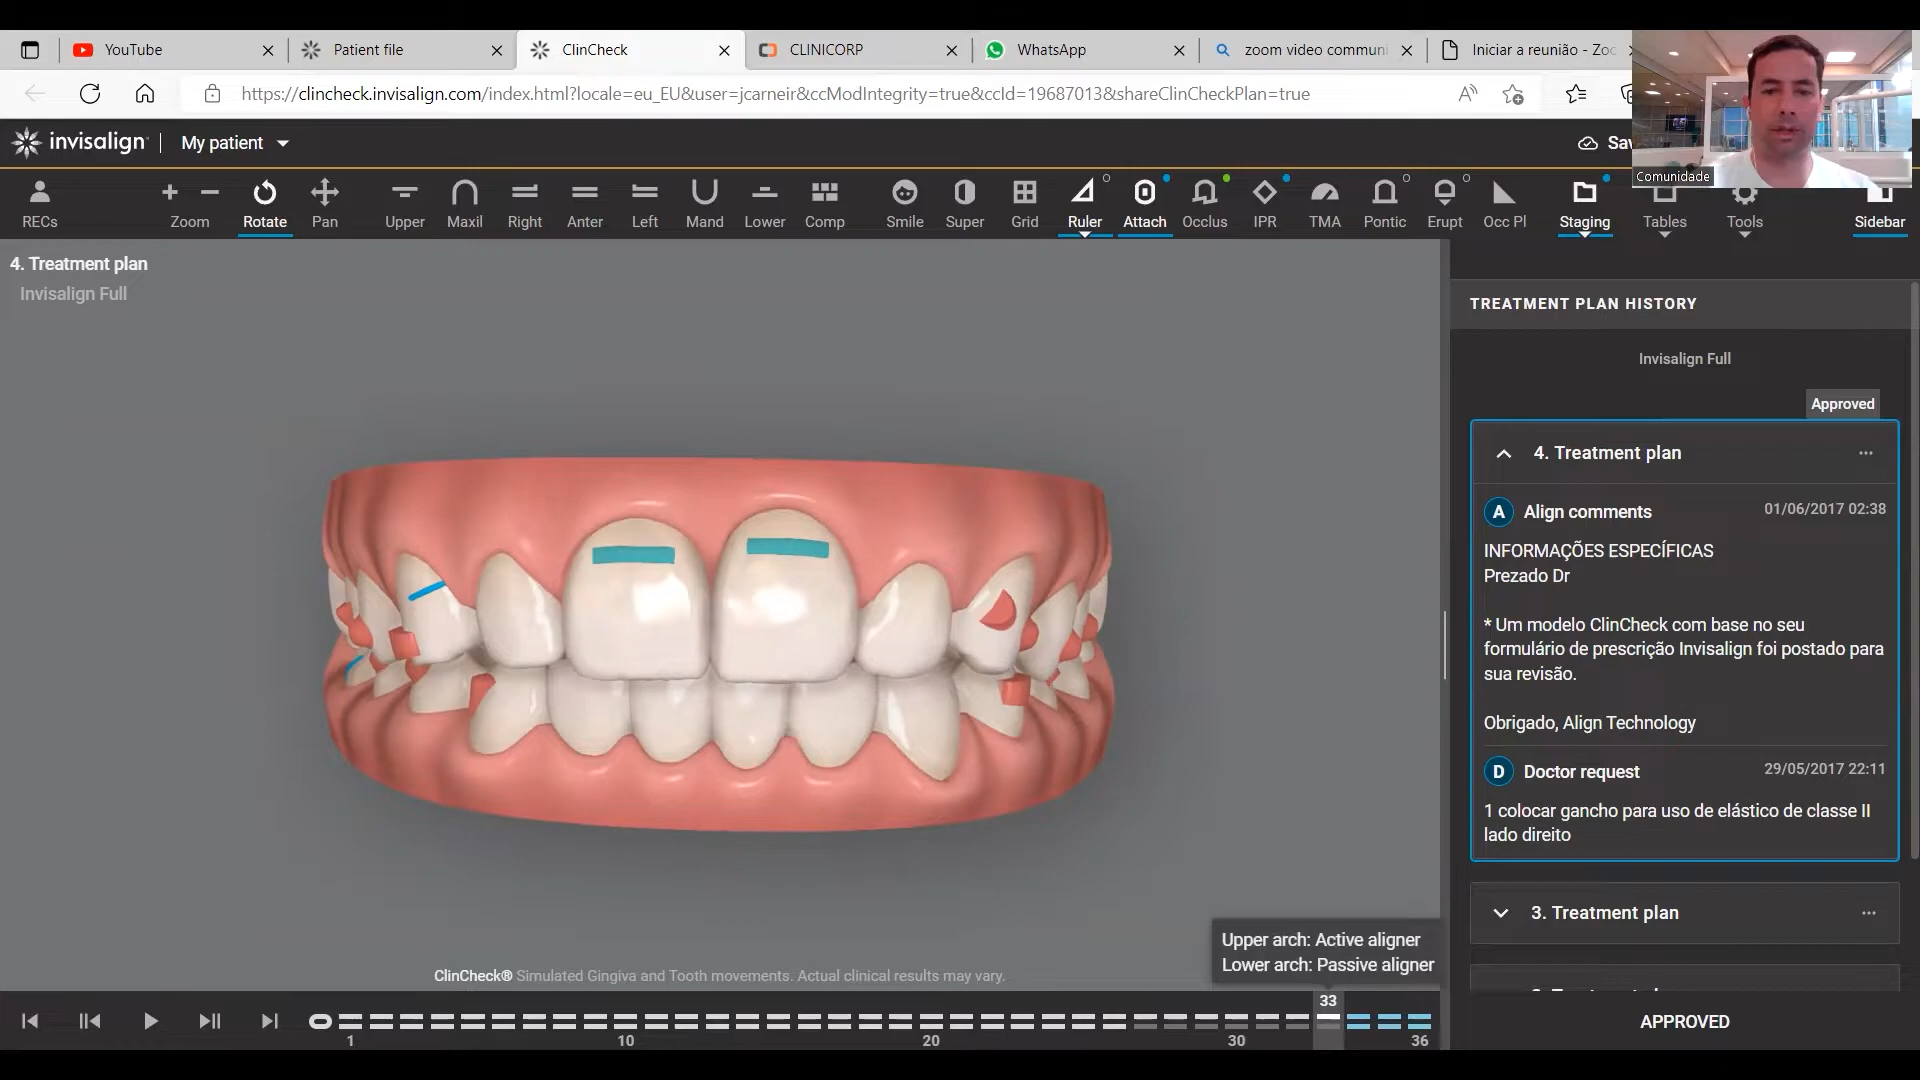 YouTube
Patient file
ClinCheck
CLINICORP
WhatsApp
zoom video communi
Iniciar a reunião - Zoo
https://clincheck.invisalign.com/index.html?locale=eu_EU&user=jcarneir&ccModIntegrity=true&ccId=19687013&shareClinCheckPlan=true
invisalign
My patient
Comunidade
RECs
Zoom
Rotate
Pan
Upper
Maxil
Right
Anter
Left
Mand
Lower
Comp
Smile
Super
Grid
Ruler
Attach
Occlus
IPR
TMA
Pontic
Erupt
Occ Pl
Staging
Tables
Tools
Sidebar
4. Treatment plan
Invisalign Full
TREATMENT PLAN HISTORY
Invisalign Full
Approved
4. Treatment plan
A Align comments 01/06/2017 02:38
INFORMAÇÕES ESPECÍFICAS
Prezado Dr
* Um modelo ClinCheck com base no seu
formulário de prescrição Invisalign foi postado para
sua revisão.
Obrigado, Align Technology
D Doctor request 29/05/2017 22:11
1 colocar gancho para uso de elástico de classe II
lado direito
3. Treatment plan
Upper arch: Active aligner
Lower arch: Passive aligner
ClinCheck® Simulated Gingiva and Tooth movements. Actual clinical results may vary.
33
1
10
20
30
36
APPROVED